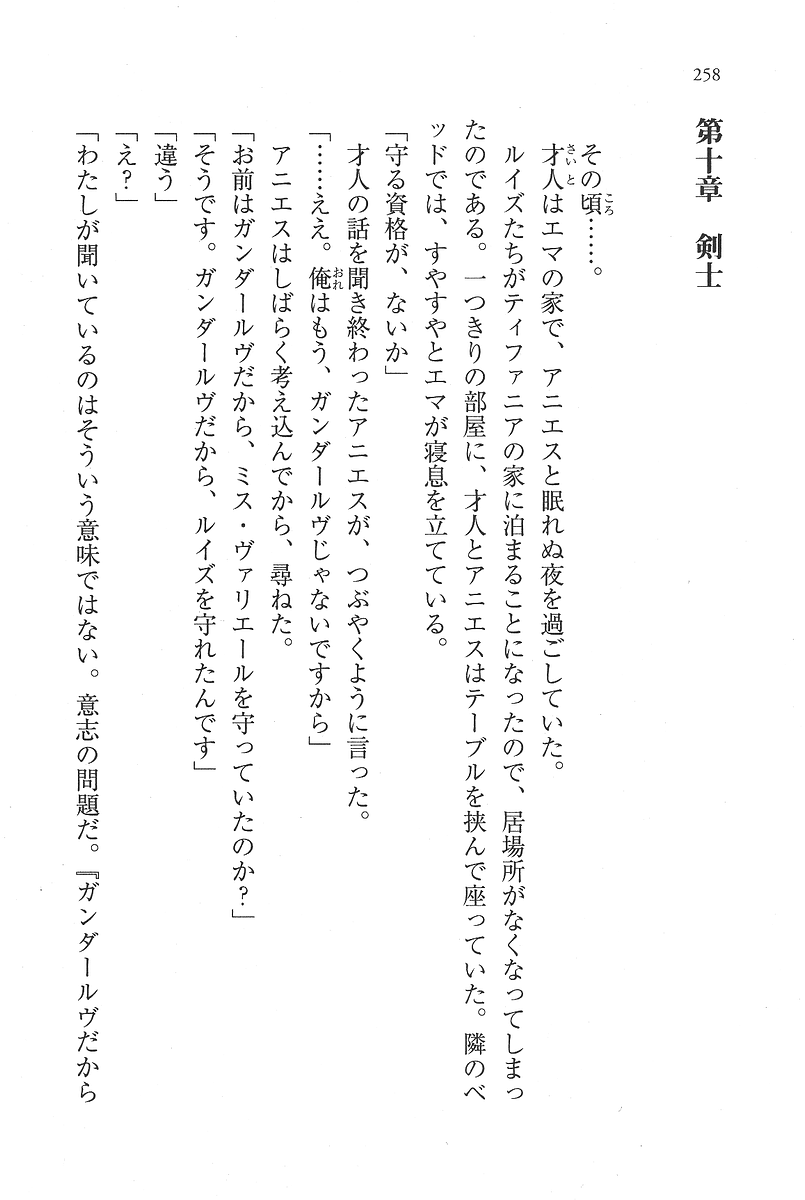 258
第十章　剣士
その頃……。
才人はエマの家で、アニエスと眠れぬ夜を過ごしていた。
ルイズたちがティファニアの家に泊まることになったので、居場所がなくなってしまっ
たのである。一つきりの部屋に、才人とアニエスはテーブルを挟んで座っていた。隣のベ
ッドでは、すやすやとエマが寝息を立てている。
「守る資格が、ないか」
才人の話を聞き終わったアニエスが、つぶやくように言った。
「……ええ。俺はもう、ガンダールヴじゃないですから」
アニエスはしばらく考え込んでから、尋ねた。
「お前はガンダールヴだから、ミス・ヴァリエールを守っていたのか？」
「そうです。ガンダールヴだから、ルイズを守れたんです」
「違う」
「え？」
「わたしが聞いているのはそういう意味ではない。意志の問題だ。『ガンダールヴだから